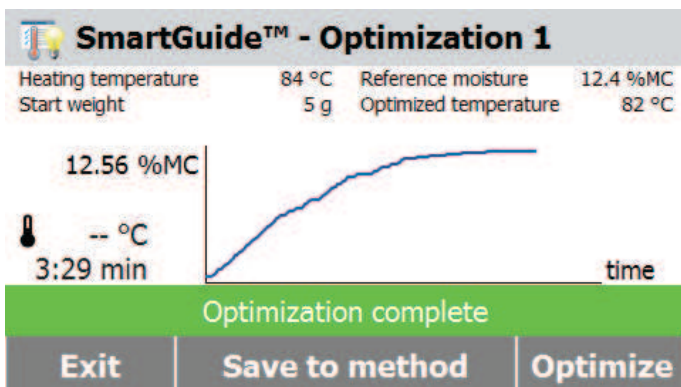 SmartGuide™ - Optimization 1
Heating temperature 84 °C Reference moisture 12.4 %MC
Start weight 5 g Optimized temperature 82 °C
12.56 %MC
-- °C
3:29 min
time
Optimization complete
Exit Save to method Optimize